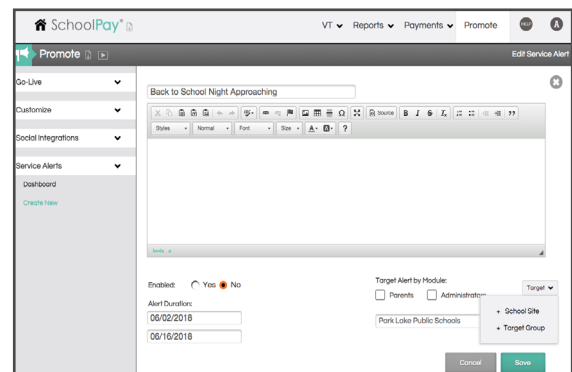 SchoolPay
VT Reports Payments Promote HELP A
Promote Edit Service Alert
Go-Live
Customize
Social Integrations
Service Alerts
Dashboard
Create New
Back to School Night Approaching
Source B I S Ix
Styles Normal Font Size A A ?
body p
Enabled: Yes No
Alert Duration:
06/02/2018
06/16/2018
Target Alert by Module:
Parents Administrators
Target
+ School Site
+ Target Group
Park Lake Public Schools
Cancel Save